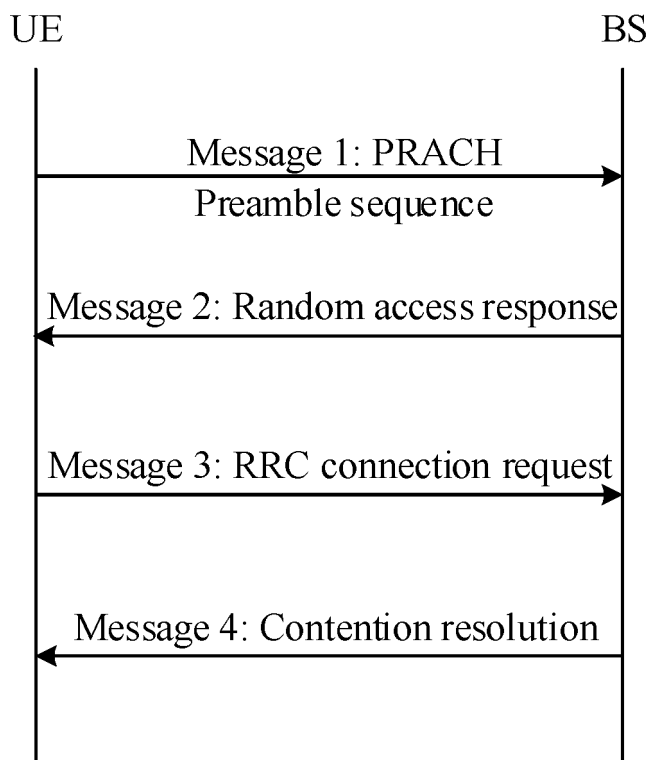 UE
BS
Message 1: PRACH
Preamble sequence
Message 2: Random access response
Message 3: RRC connection request
Message 4: Contention resolution